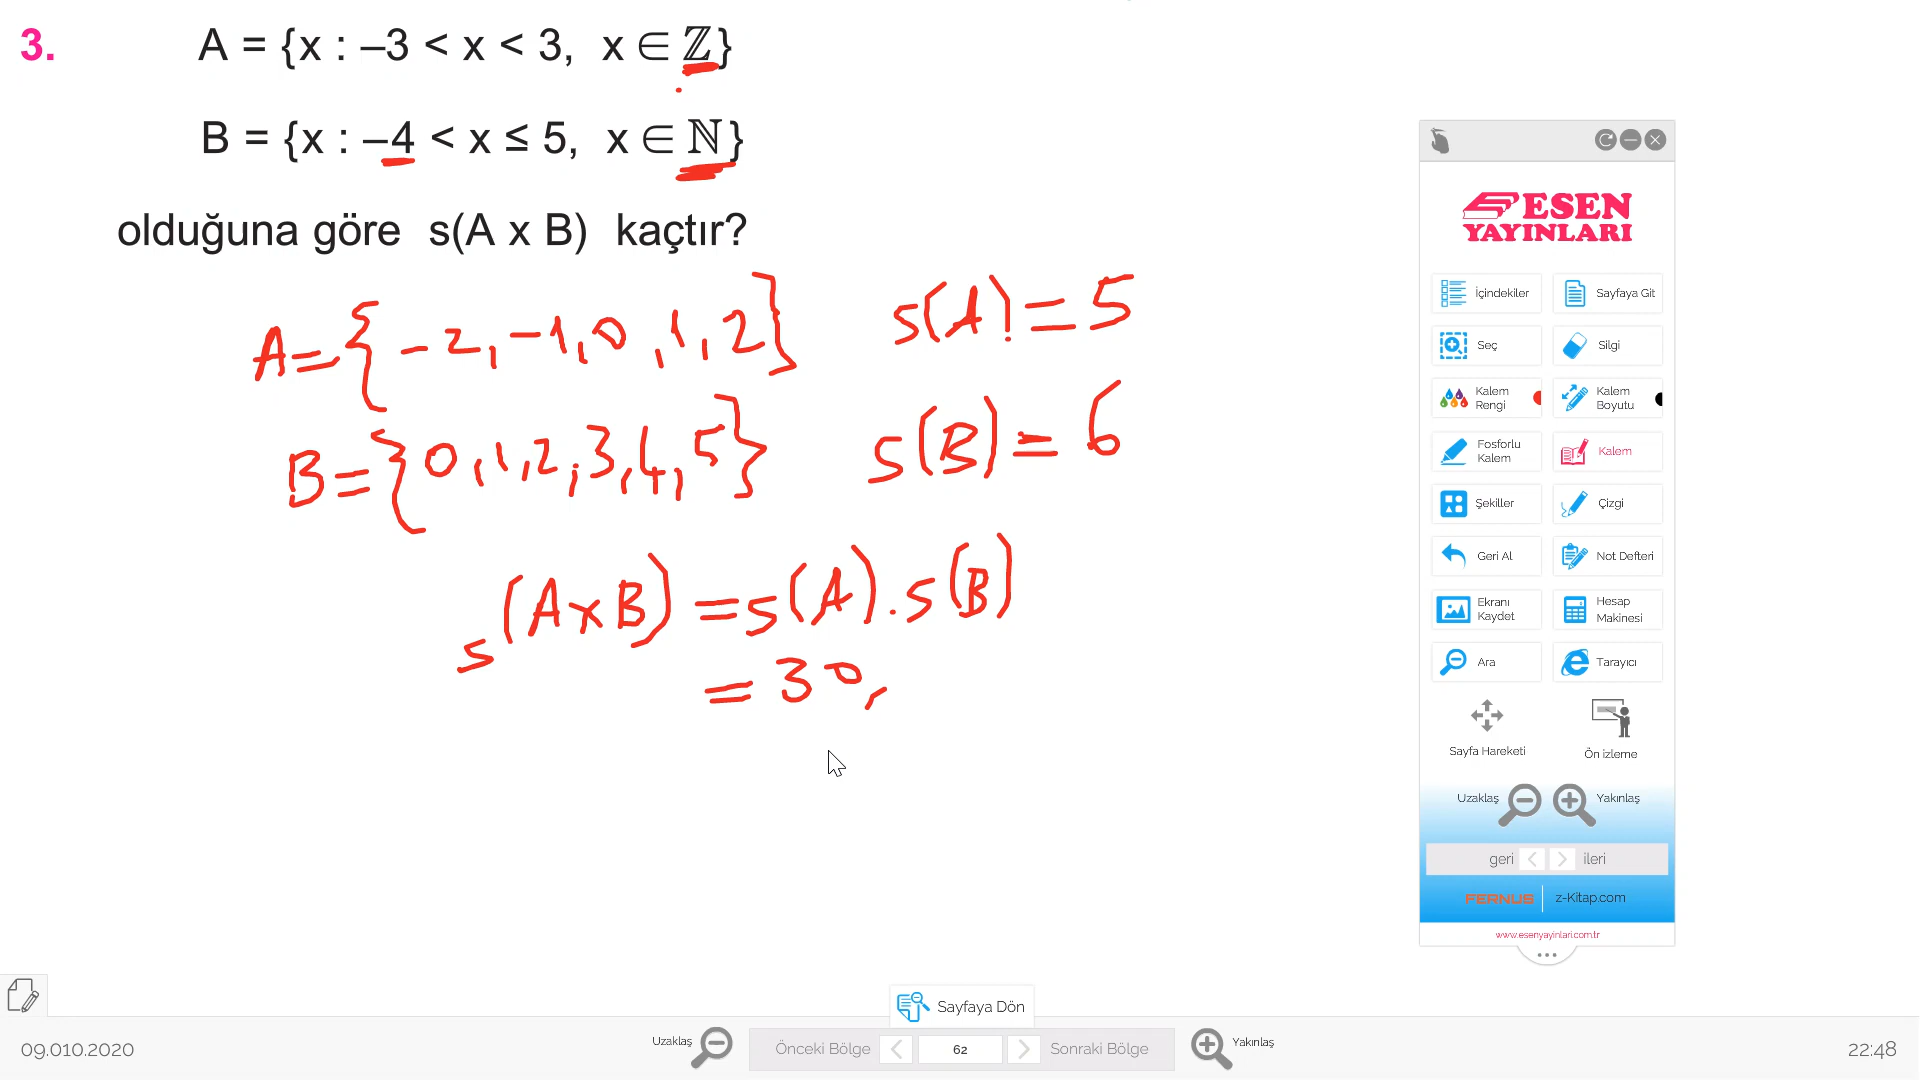 3. A = {x : –3 < x < 3, x ∈ ℤ}
B = {x : –4 < x ≤ 5, x ∈ ℕ}
olduğuna göre s(A x B) kaçtır?
A = {-2, -1, 0, 1, 2}
s(A) = 5
B = {0, 1, 2, 3, 4, 5}
s(B) = 6
s(A x B) = s(A) . s(B)
= 30,
ESEN
YAYINLARI
İçindekiler
Sayfaya Git
Seç
Silgi
Kalem
Rengi
Kalem
Boyutu
Fosforlu
Kalem
Kalem
Şekiller
Çizgi
Geri Al
Not Defteri
Ekranı
Kaydet
Hesap
Makinesi
Ara
Tarayıcı
Sayfa Hareketi
Ön izleme
Uzaklaş
Yakınlaş
geri
ileri
FERNUS
z-Kitap.com
www.esenyayinlari.com.tr
Sayfaya Dön
09.010.2020
Uzaklaş
Önceki Bölge
62
Sonraki Bölge
Yakınlaş
22:48